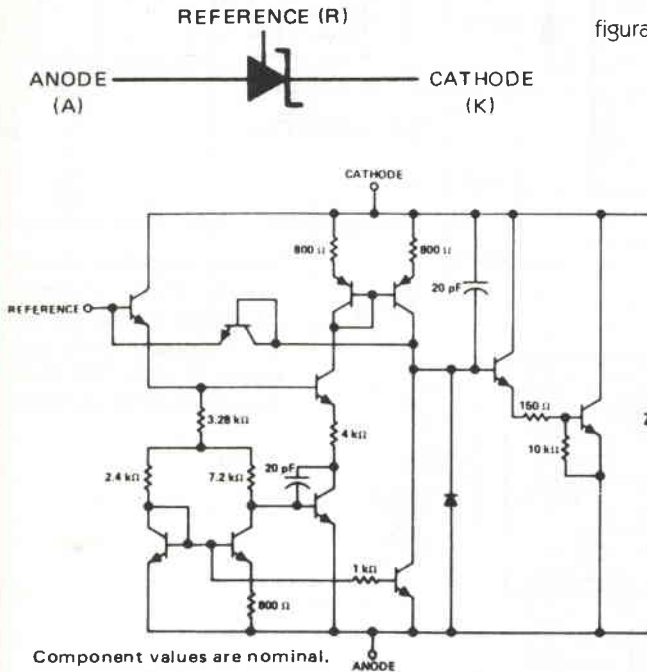 REFERENCE (R)
figura
ANODE
(A)
CATHODE
(K)
CATHODE
800 Ω
800 Ω
20 pF
REFERENCE
3.28 kΩ
4 kΩ
150 Ω
10 kΩ
2.4 kΩ
7.2 kΩ
20 pF
1 kΩ
800 Ω
Component values are nominal.
ANODE